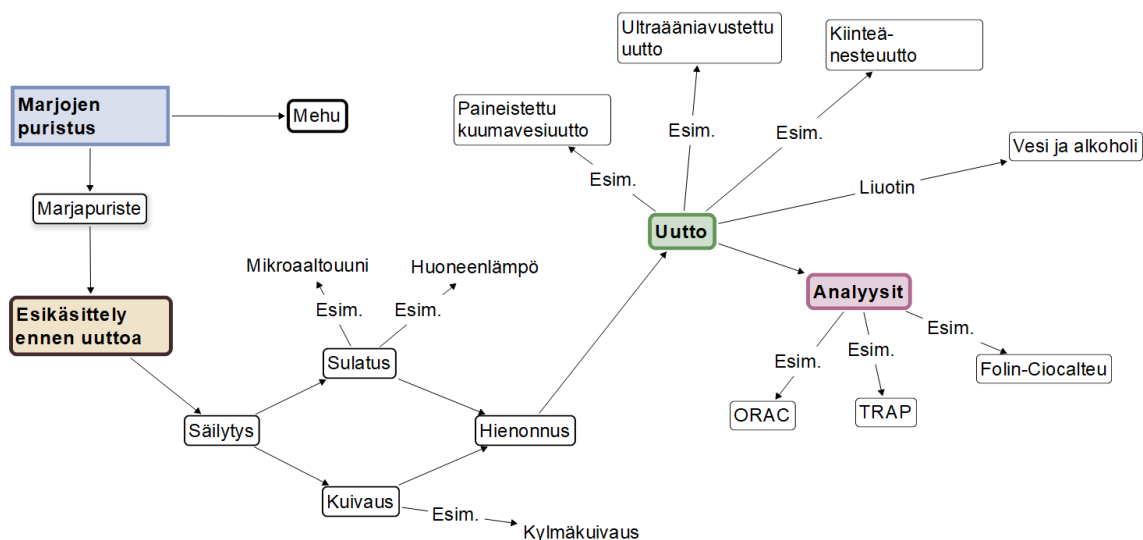 Ultraääniavustettu
uutto
Kiinteä-
nesteuutto
Marjojen
puristus
Mehu
Paineistettu
kuumavesiuutto
Esim.
Esim.
Vesi ja alkoholi
Esim.
Liuotin
Marjapuriste
Uutto
Mikroaaltouuni
Huoneenlämpö
Analyysit
Esikäsittely
ennen uuttoa
Esim.
Esim.
Esim.
Esim.
Esim.
Sulatus
Folin-Ciocalteu
ORAC
TRAP
Säilytys
Hienonnus
Kuivaus
Esim.
Kylmäkuivaus